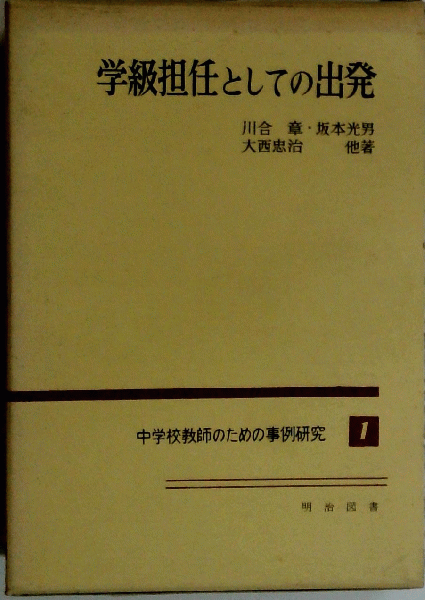 学級担任としての出発
川合 章・坂本光男
大西忠治 他著
中学校教師のための事例研究 1
明治図書